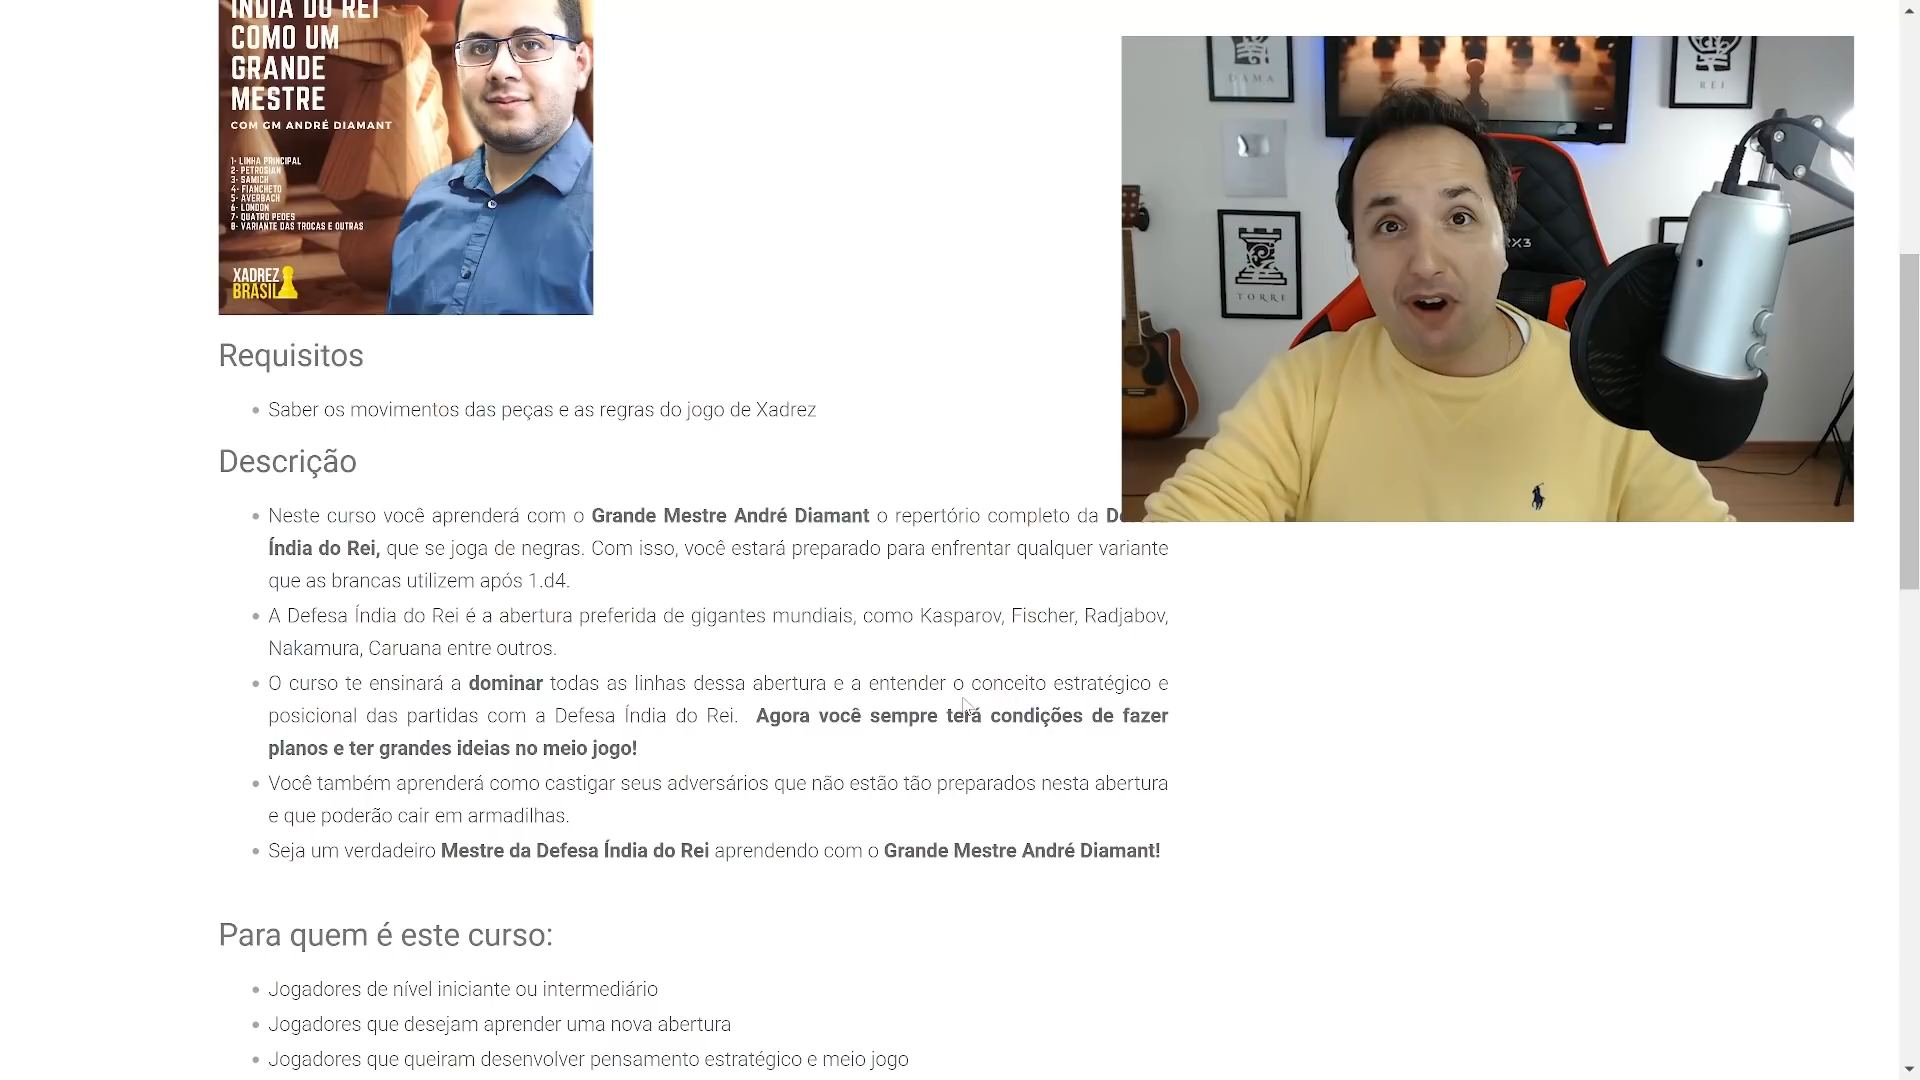 ÍNDIA DO REI
COMO UM
GRANDE
MESTRE
COM GM ANDRÉ DIAMANT
1- LINHA PRINCIPAL
2- PETROSIAN
3- SAMICH
4- FIANCHETO
5- AVERBACH
6- LONDON
7- QUATRO PEOES
8- VARIANTE DAS TROCAS E OUTRAS
XADREZ
BRASIL
DAMA
REI
TORRE
RX3
Requisitos
Saber os movimentos das peças e as regras do jogo de Xadrez
Descrição
Neste curso você aprenderá com o Grande Mestre André Diamant o repertório completo da
Índia do Rei, que se joga de negras. Com isso, você estará preparado para enfrentar qualquer variante
que as brancas utilizem após 1.d4.
A Defesa Índia do Rei é a abertura preferida de gigantes mundiais, como Kasparov, Fischer, Radjabov,
Nakamura, Caruana entre outros.
O curso te ensinará a dominar todas as linhas dessa abertura e a entender o conceito estratégico e
posicional das partidas com a Defesa Índia do Rei. Agora você sempre terá condições de fazer
planos e ter grandes ideias no meio jogo!
Você também aprenderá como castigar seus adversários que não estão tão preparados nesta abertura
e que poderão cair em armadilhas.
Seja um verdadeiro Mestre da Defesa Índia do Rei aprendendo com o Grande Mestre André Diamant!
Para quem é este curso:
Jogadores de nível iniciante ou intermediário
Jogadores que desejam aprender uma nova abertura
Jogadores que queiram desenvolver pensamento estratégico e meio jogo